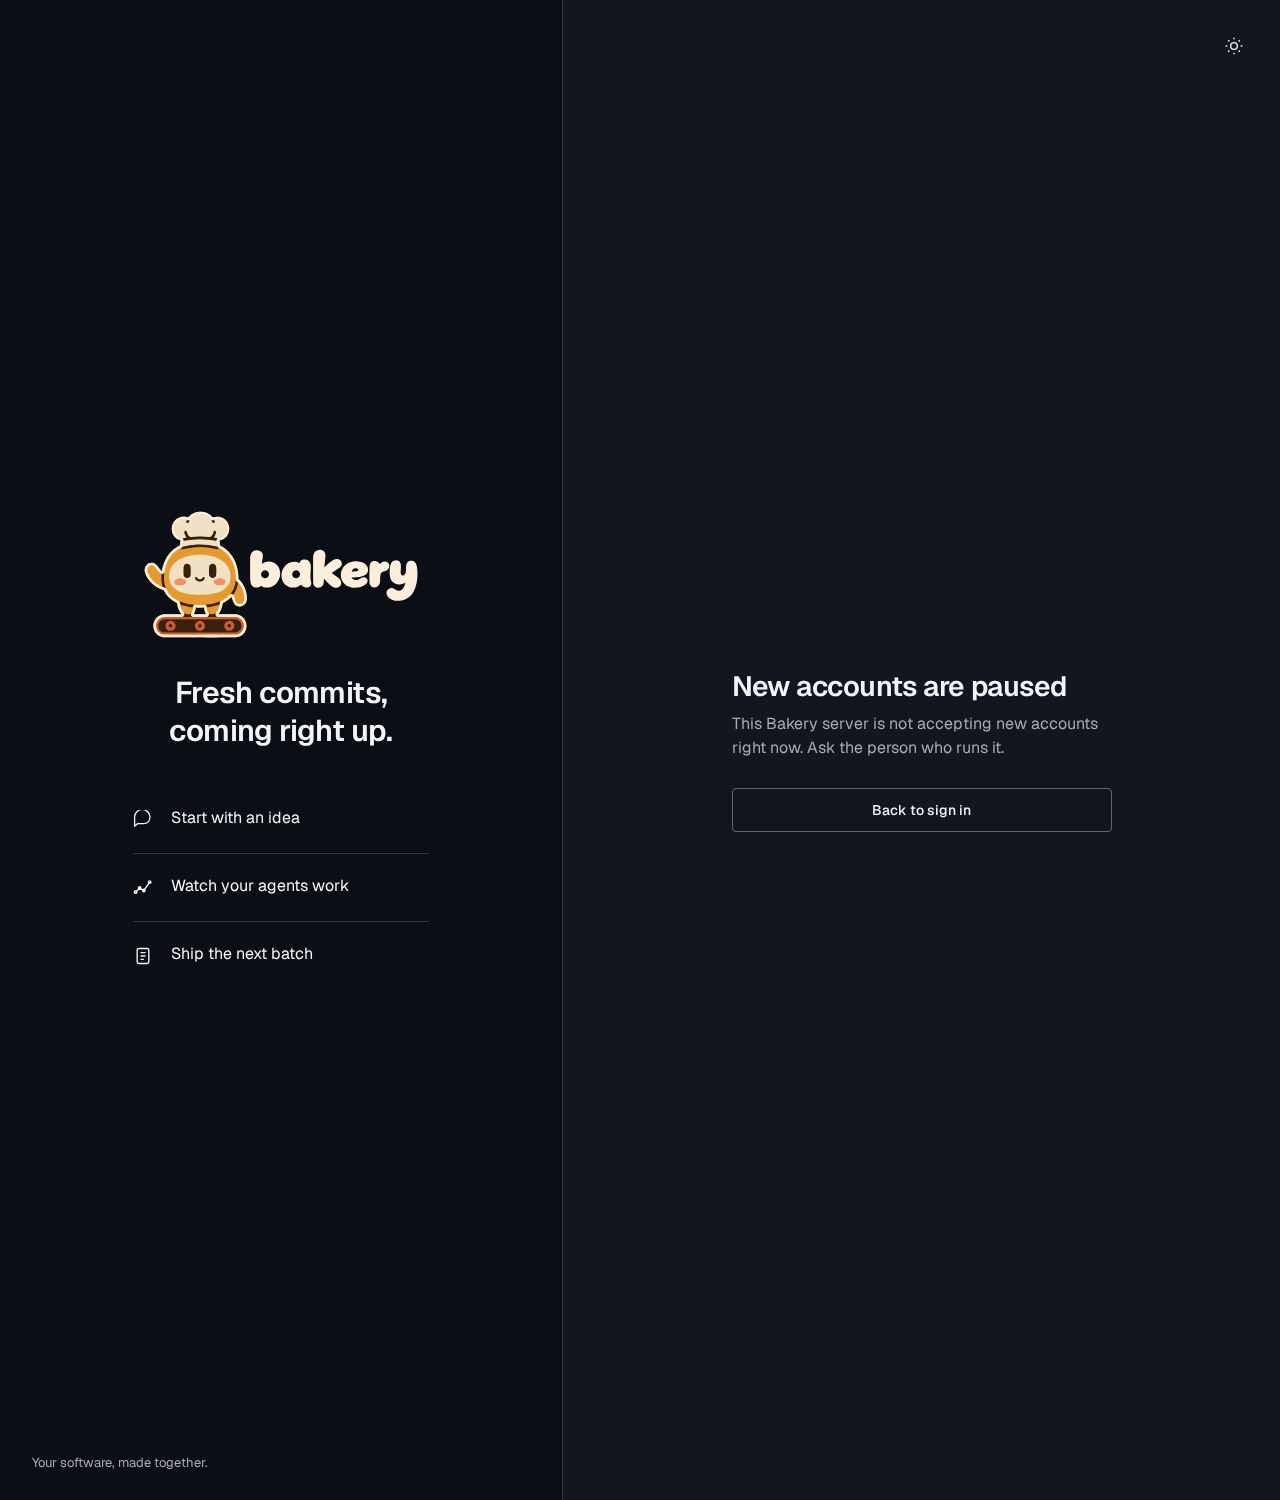 bakery
Fresh commits,
coming right up.
Start with an idea
Watch your agents work
Ship the next batch
Your software, made together.
New accounts are paused
This Bakery server is not accepting new accounts
right now. Ask the person who runs it.
Back to sign in